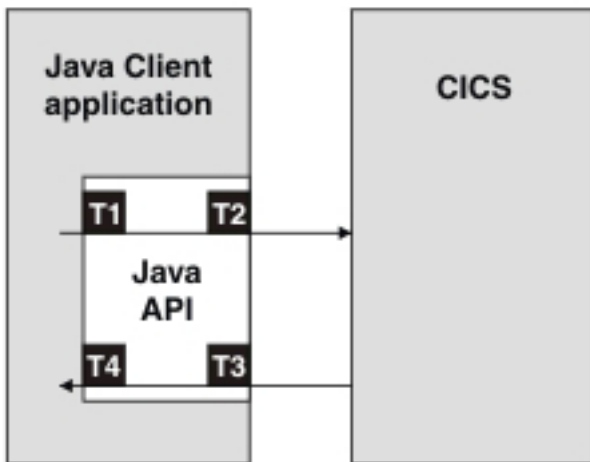 Java Client
application
CICS
T1
T2
Java
API
T4
T3